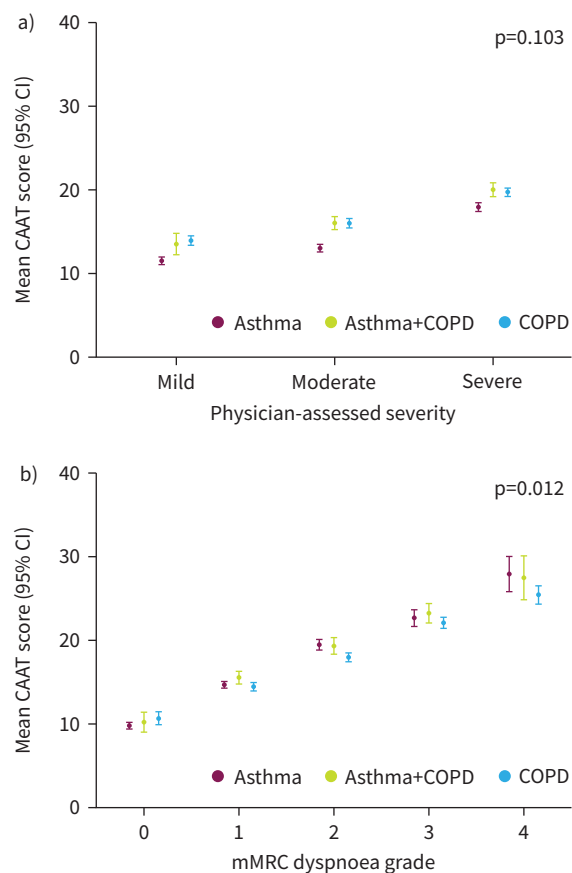 a)
p=0.103
Mean CAAT score (95% CI)
40
30
20
10
0
Asthma Asthma+COPD COPD
Mild Moderate Severe
Physician-assessed severity
b)
p=0.012
Mean CAAT score (95% CI)
40
30
20
10
0
Asthma Asthma+COPD COPD
0 1 2 3 4
mMRC dyspnoea grade